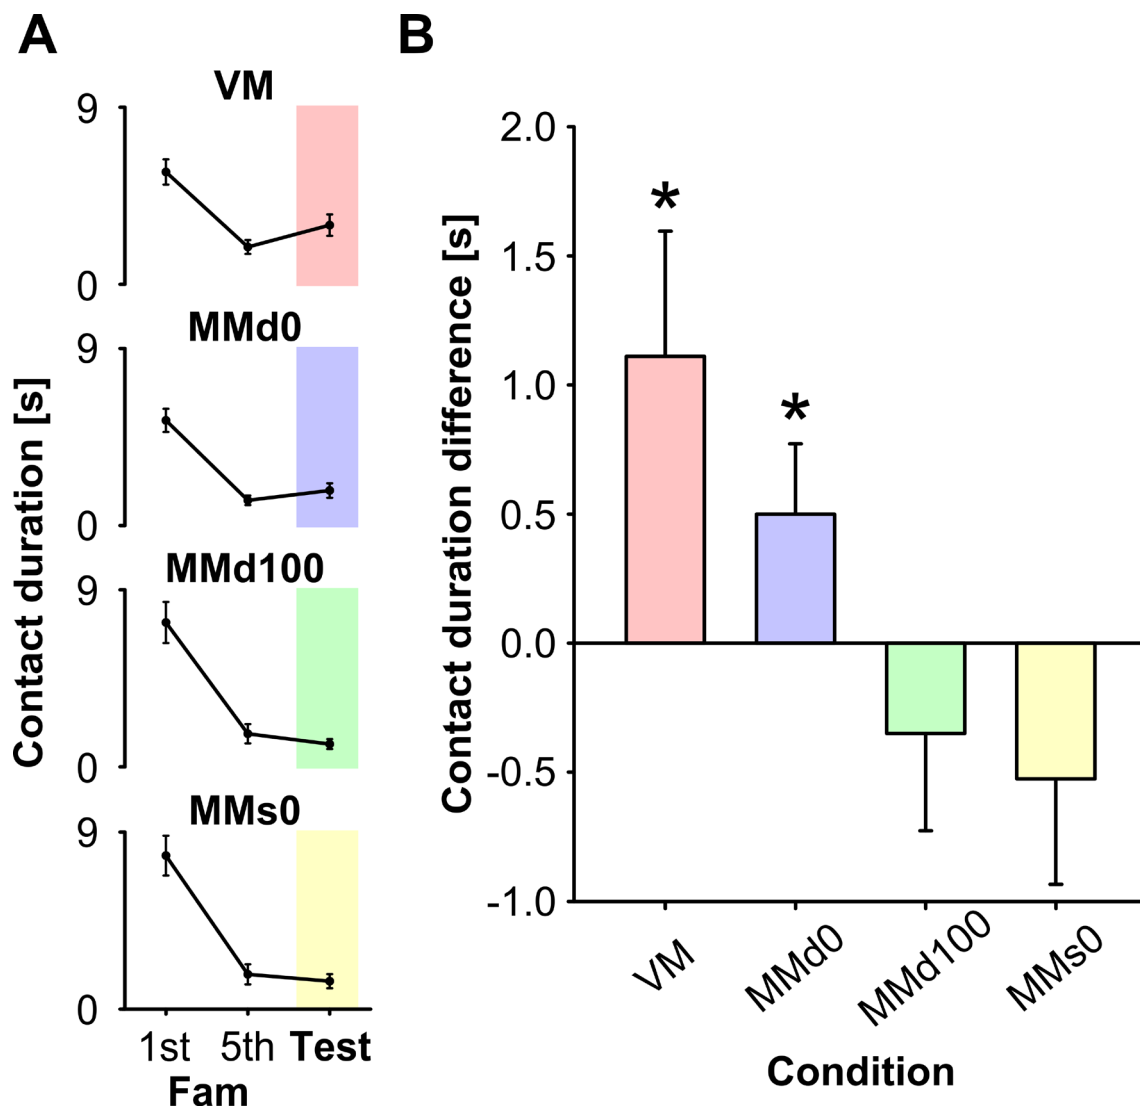 A
VM
9
0
MMd0
9
0
MMd100
9
0
MMs0
9
0
1st 5th Test
Fam
Contact duration [s]
B
2.0
1.5
1.0
0.5
0.0
-0.5
-1.0
* *
Contact duration difference [s]
VM MMd0 MMd100 MMs0
Condition